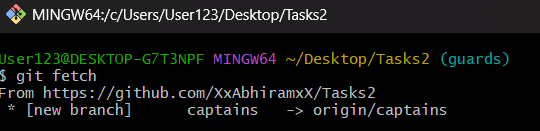 MINGW64:/c/Users/User123/Desktop/Tasks2
User123@DESKTOP-G7T3NPF MINGW64 ~/Desktop/Tasks2 (guards)
$ git fetch
From https://github.com/XxAbhiramxX/Tasks2
 * [new branch]      captains   -> origin/captains